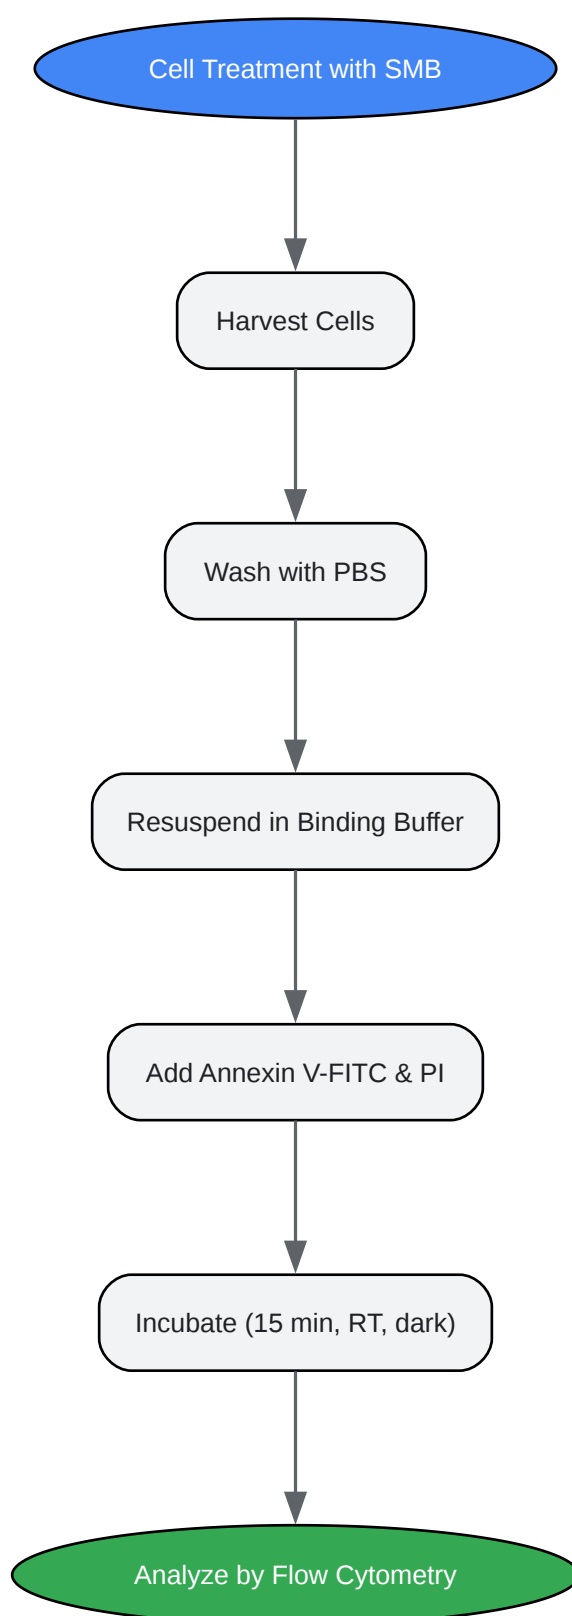 Cell Treatment with SMB
Harvest Cells
Wash with PBS
Resuspend in Binding Buffer
Add Annexin V-FITC & PI
Incubate (15 min, RT, dark)
Analyze by Flow Cytometry